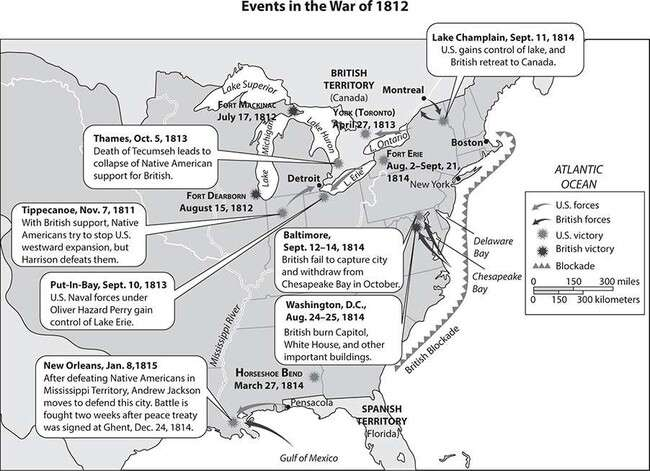 Events in the War of 1812
Lake Champlain, Sept. 11, 1814
U.S. gains control of lake, and
British retreat to Canada.
BRITISH
TERRITORY
(Canada)
Montreal
Lake Superior
FORT MACKINAC
July 17, 1812
YORK (TORONTO)
April 27, 1813
Lake Huron
Lake
Michigan
L. Ontario
Thames, Oct. 5, 1813
Death of Tecumseh leads to
collapse of Native American
support for British.
FORT ERIE
Aug. 2–Sept, 21,
1814
Boston
ATLANTIC
OCEAN
Detroit
L. Erie
New York
FORT DEARBORN
August 15, 1812
U.S. forces
British forces
U.S. victory
British victory
Blockade
Tippecanoe, Nov. 7, 1811
With British support, Native
Americans try to stop U.S.
westward expansion, but
Harrison defeats them.
Baltimore,
Sept. 12–14, 1814
British fail to capture city
and withdraw from
Chesapeake Bay in October.
Delaware
Bay
Chesapeake
Bay
0 150 300 miles
0 150 300 kilometers
Put-In-Bay, Sept. 10, 1813
U.S. Naval forces under
Oliver Hazard Perry gain
control of Lake Erie.
Washington, D.C.,
Aug. 24–25, 1814
British burn Capitol,
White House, and other
important buildings.
Mississippi River
British Blockade
New Orleans, Jan. 8,1815
After defeating Native Americans in
Mississippi Territory, Andrew Jackson
moves to defend this city. Battle is
fought two weeks after peace treaty
was signed at Ghent, Dec. 24, 1814.
HORSESHOE BEND
March 27, 1814
Pensacola
SPANISH
TERRITORY
(Florida)
Gulf of Mexico